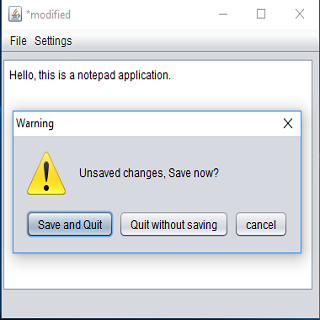 *modified
File Settings
Hello, this is a notepad application.
Warning
Unsaved changes, Save now?
Save and Quit Quit without saving cancel